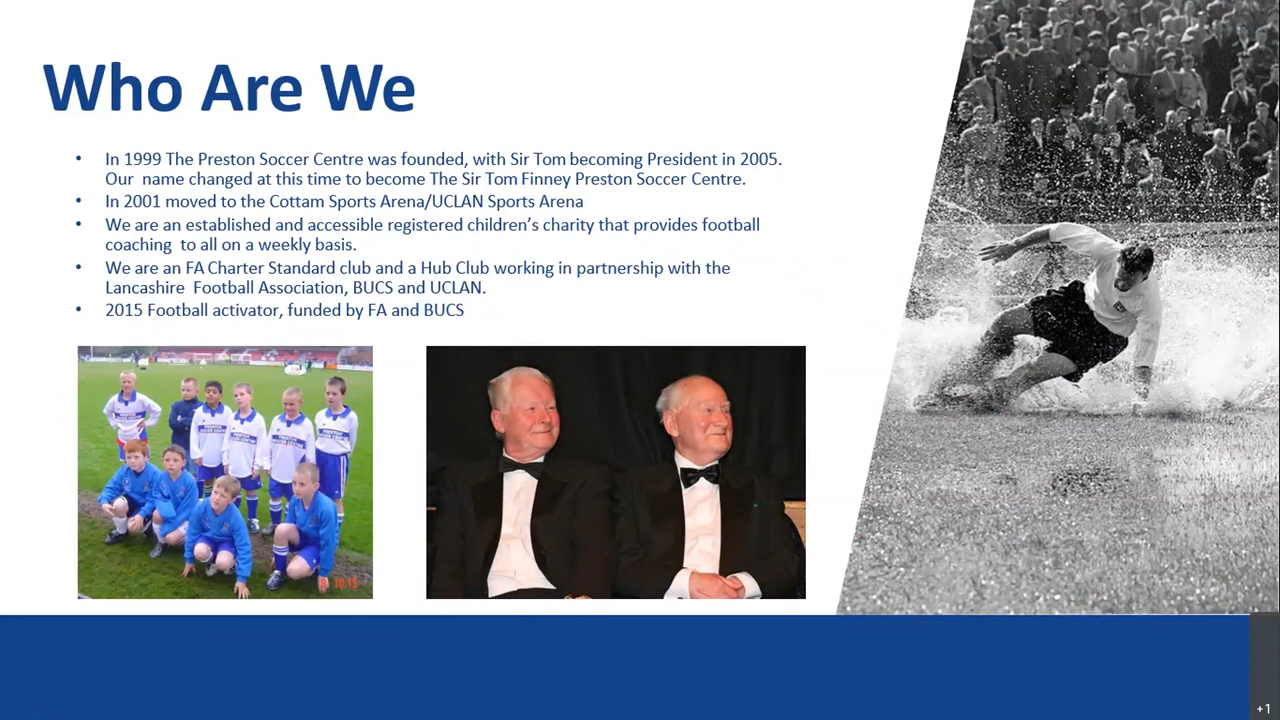 Who Are We
• In 1999 The Preston Soccer Centre was founded, with Sir Tom becoming President in 2005.
Our name changed at this time to become The Sir Tom Finney Preston Soccer Centre.
• In 2001 moved to the Cottam Sports Arena/UCLAN Sports Arena
• We are an established and accessible registered children's charity that provides football
coaching to all on a weekly basis.
• We are an FA Charter Standard club and a Hub Club working in partnership with the
Lancashire Football Association, BUCS and UCLAN.
• 2015 Football activator, funded by FA and BUCS
+1